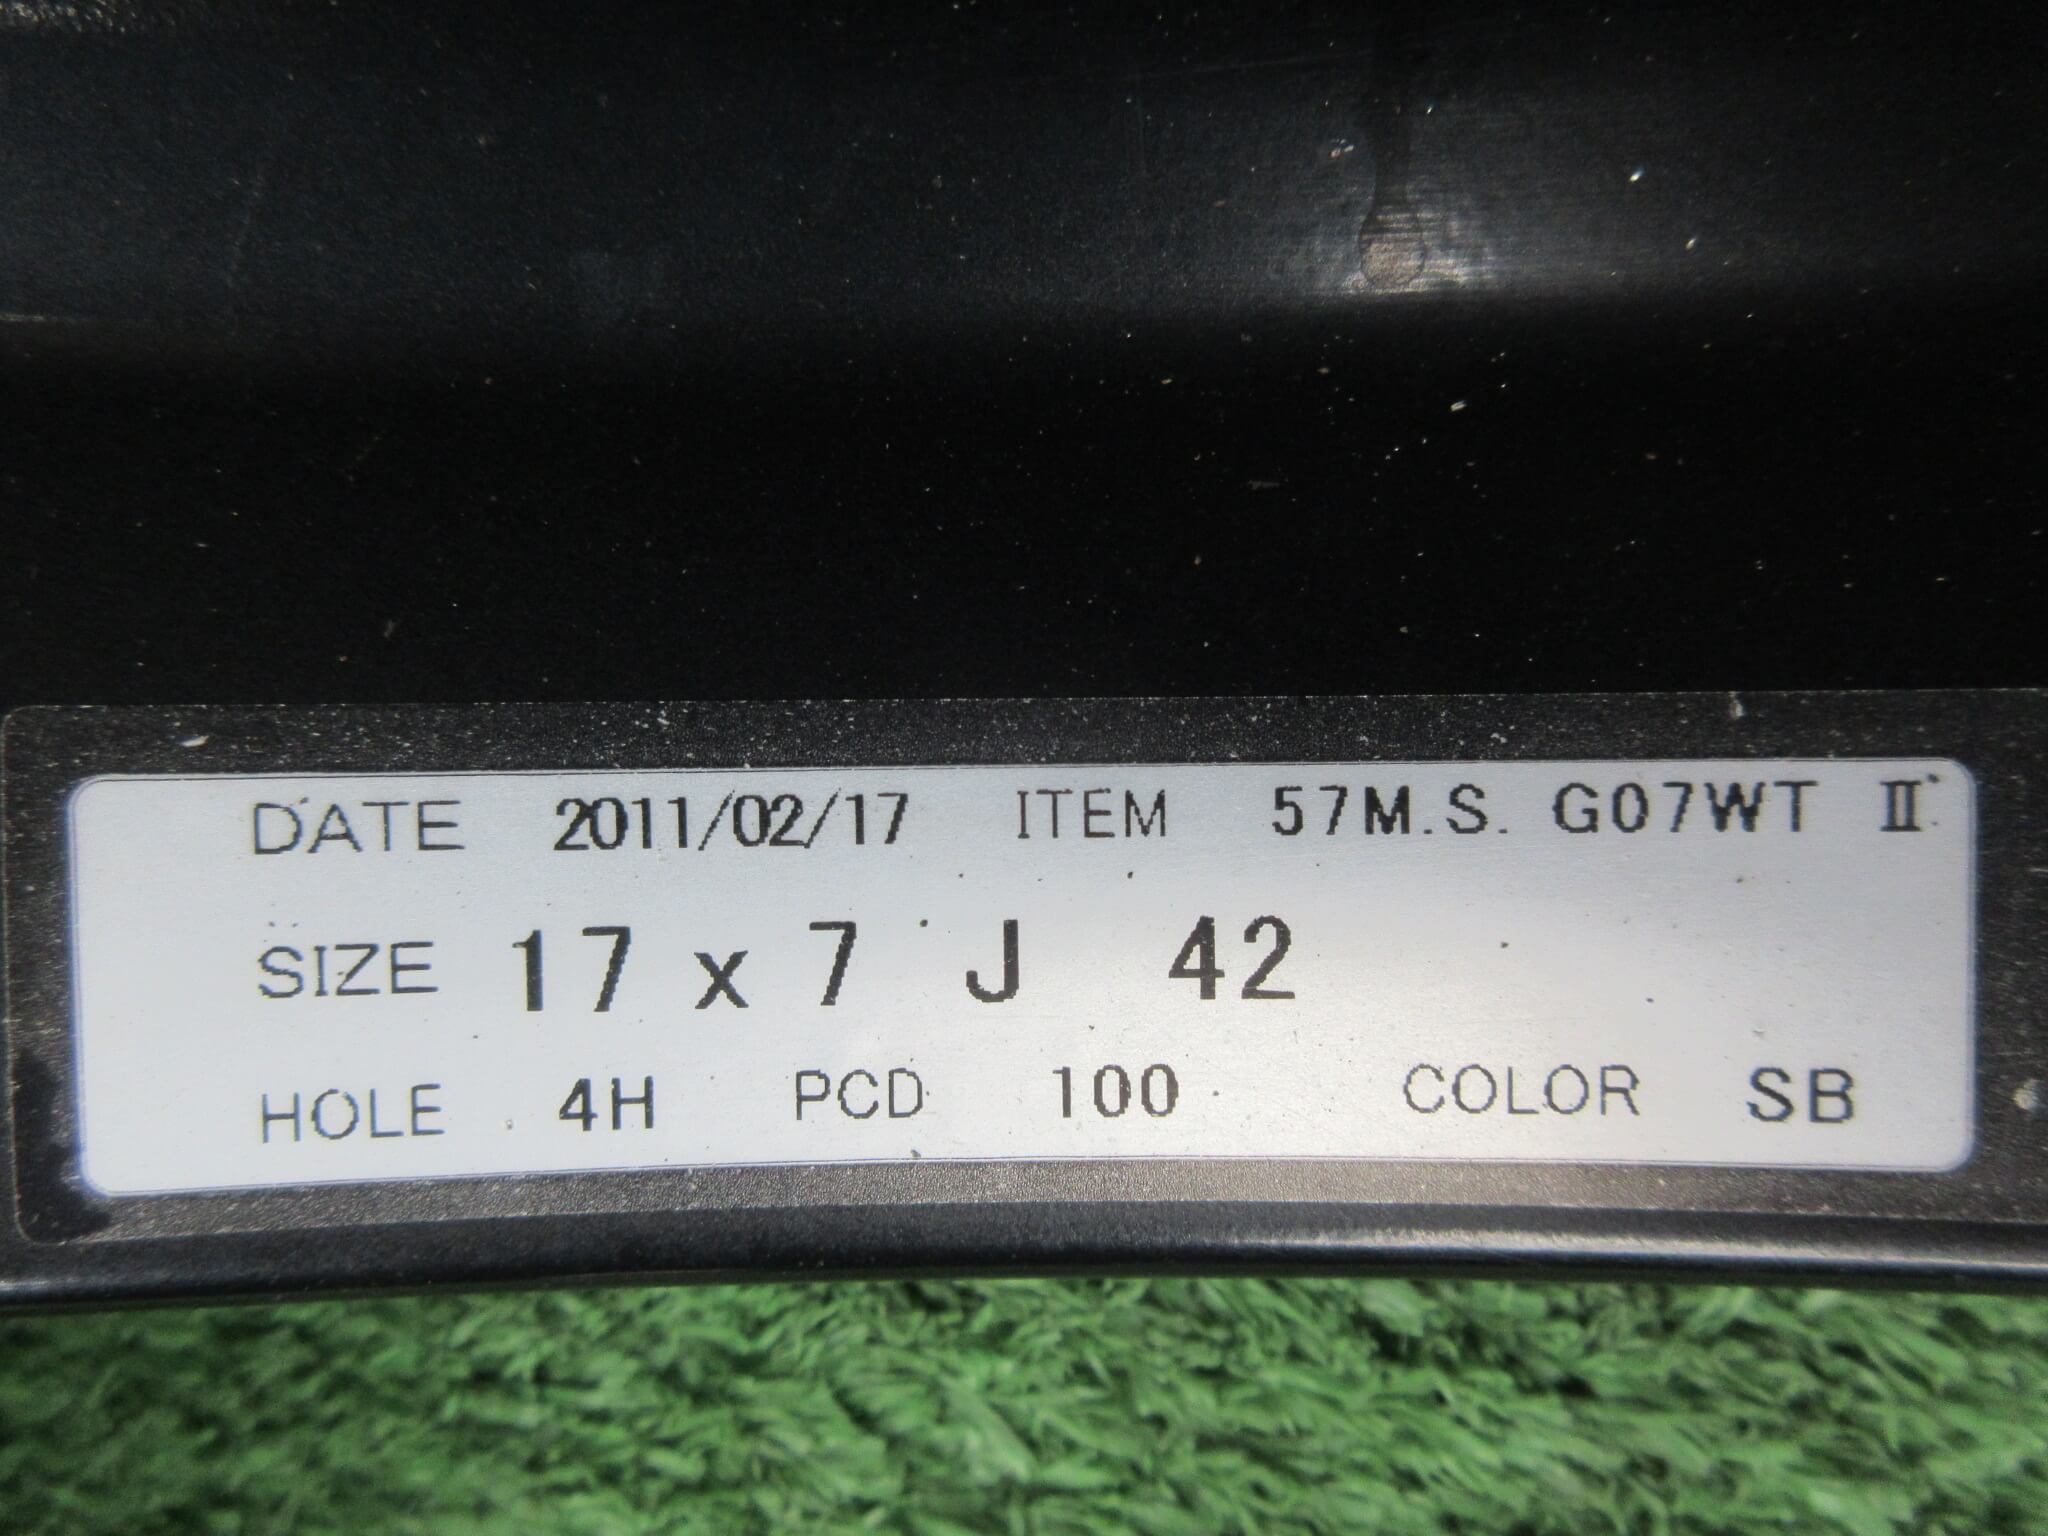 DATE 2011/02/17 ITEM 57M.S. G07WT Ⅱ
SIZE 17 x 7 J 42
HOLE 4H PCD 100 COLOR SB